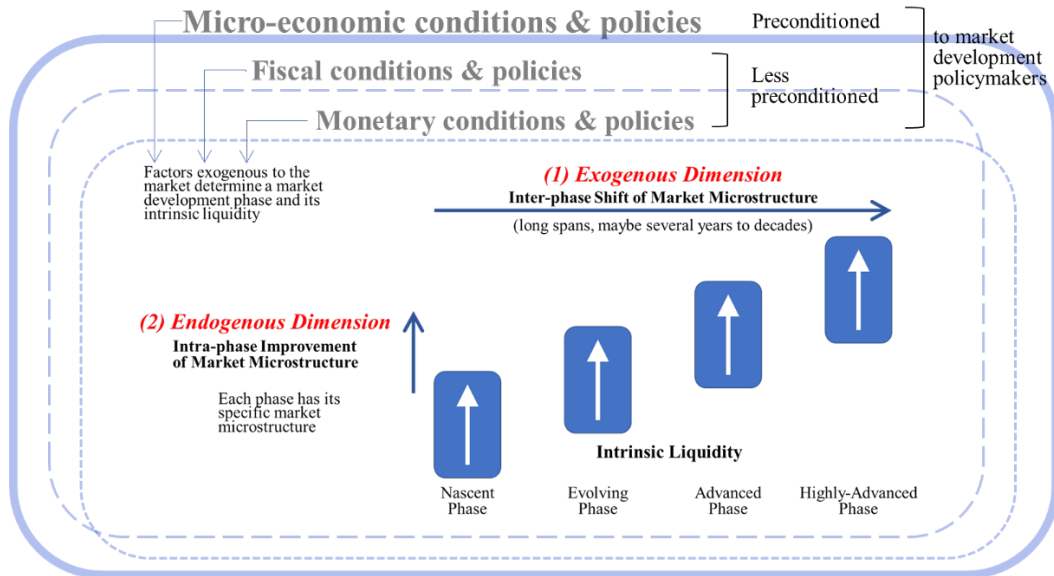 Micro-economic conditions & policies
Preconditioned
Fiscal conditions & policies
Less
preconditioned
to market
development
policymakers
Monetary conditions & policies
Factors exogenous to the
market determine a market
development phase and its
intrinsic liquidity
(1) Exogenous Dimension
Inter-phase Shift of Market Microstructure
(long spans, maybe several years to decades)
(2) Endogenous Dimension
Intra-phase Improvement
of Market Microstructure
Each phase has its
specific market
microstructure
Intrinsic Liquidity
Nascent
Phase
Evolving
Phase
Advanced
Phase
Highly-Advanced
Phase